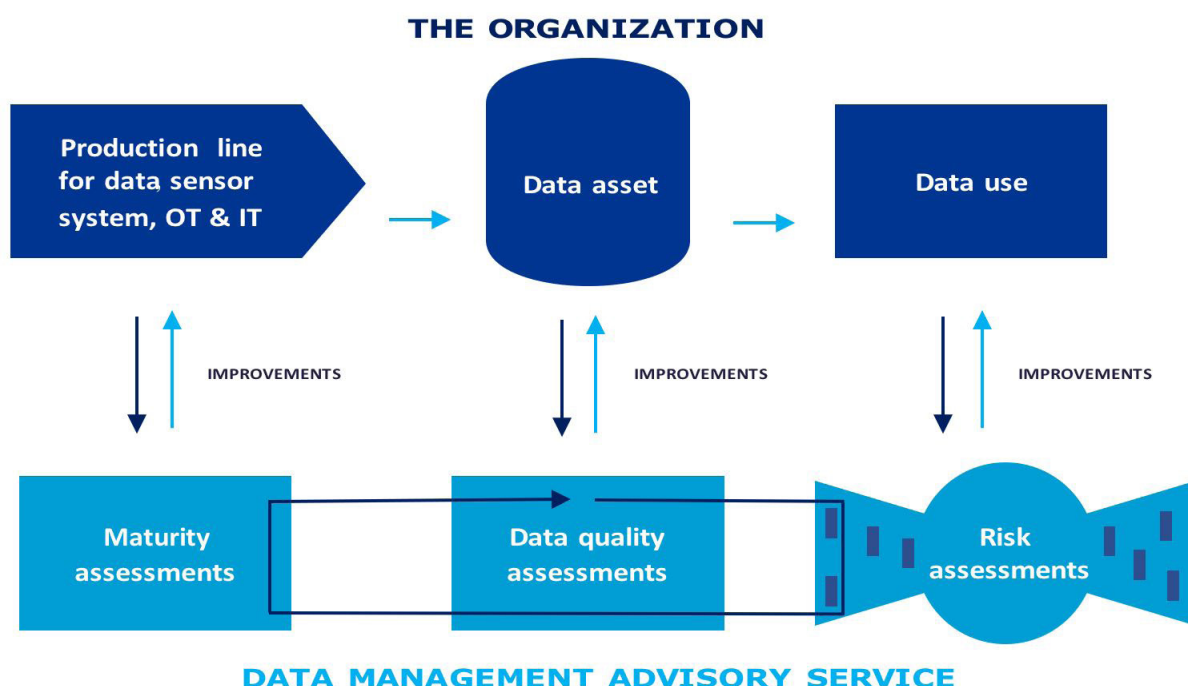 THE ORGANIZATION
Production line
for data, sensor
system, OT & IT
Data asset
Data use
IMPROVEMENTS
IMPROVEMENTS
IMPROVEMENTS
Maturity
assessments
Data quality
assessments
Risk
assessments
DATA MANAGEMENT ADVISORY SERVICE